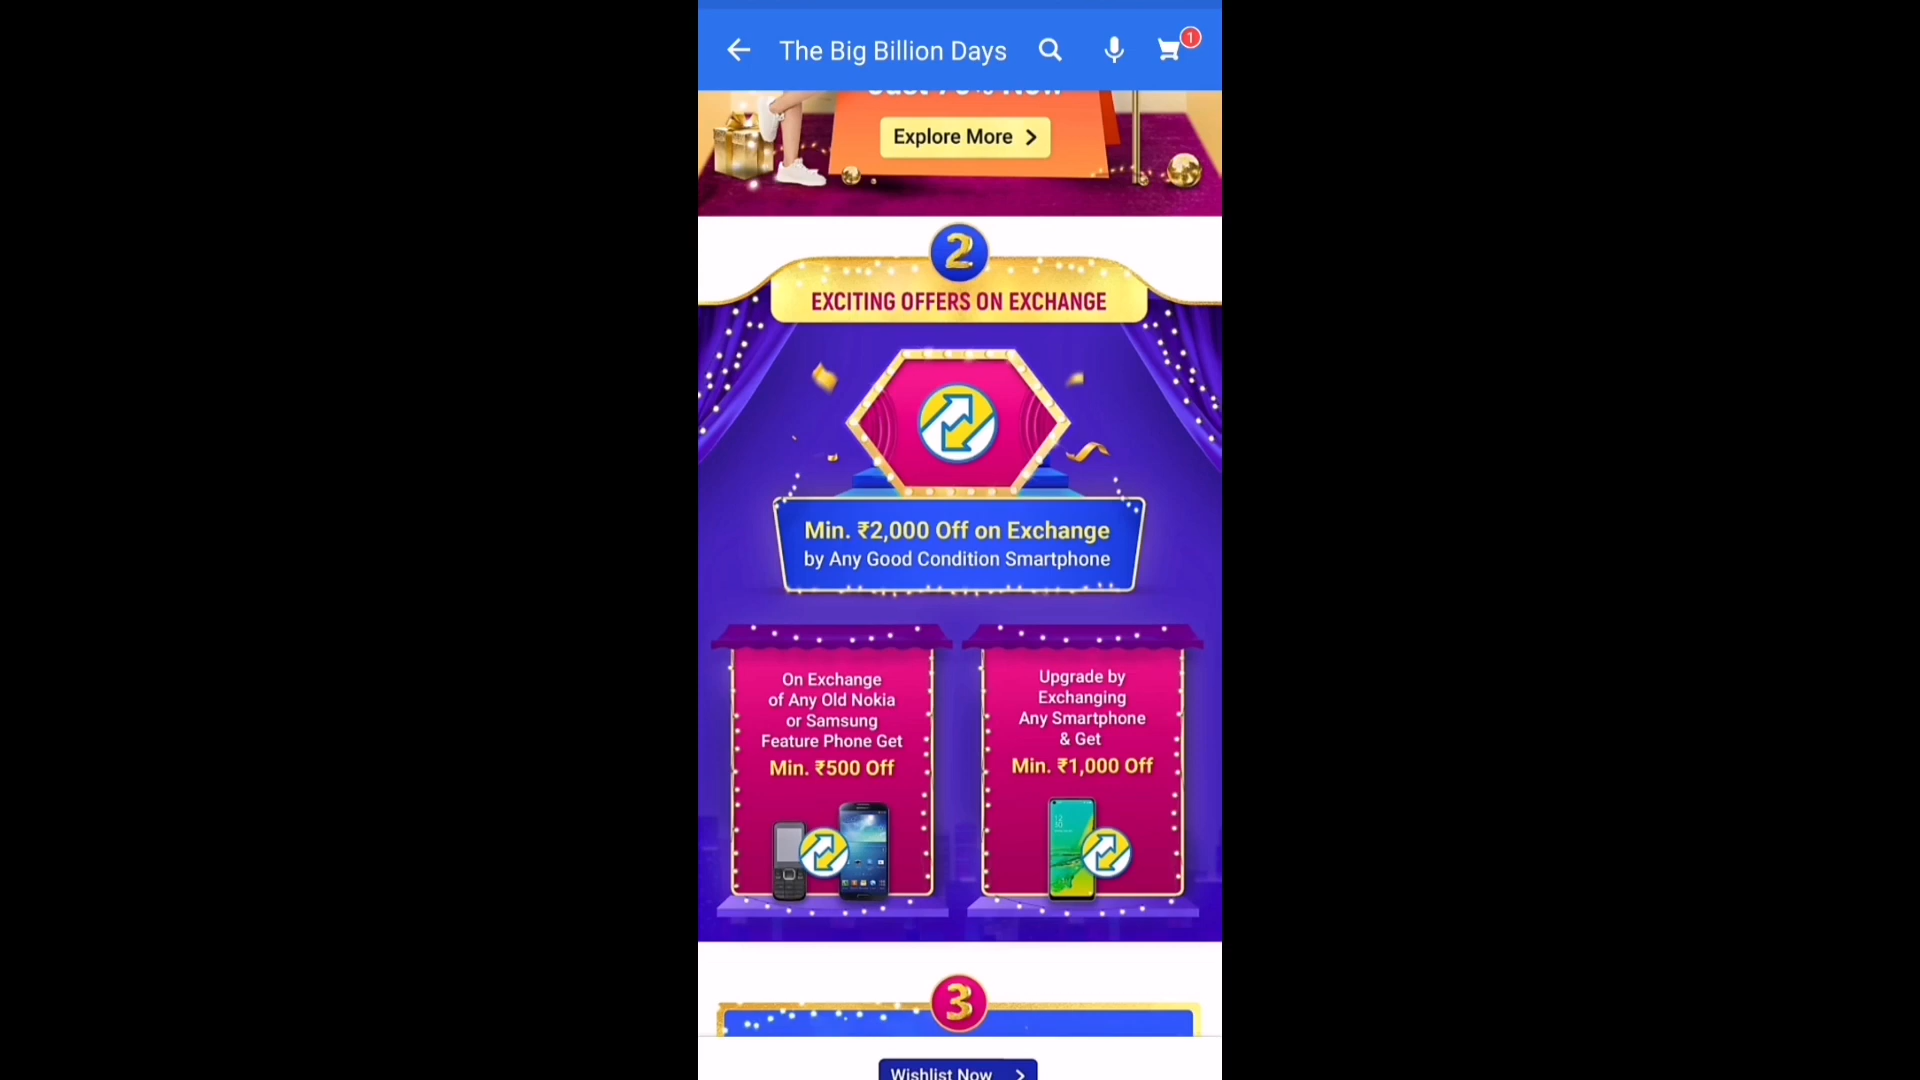 The Big Billion Days
1
Explore More
2
EXCITING OFFERS ON EXCHANGE
Min. ₹2,000 Off on Exchange
by Any Good Condition Smartphone
On Exchange
of Any Old Nokia
or Samsung
Feature Phone Get
Min. ₹500 Off
Upgrade by
Exchanging
Any Smartphone
& Get
Min. ₹1,000 Off
3
Wishlist Now